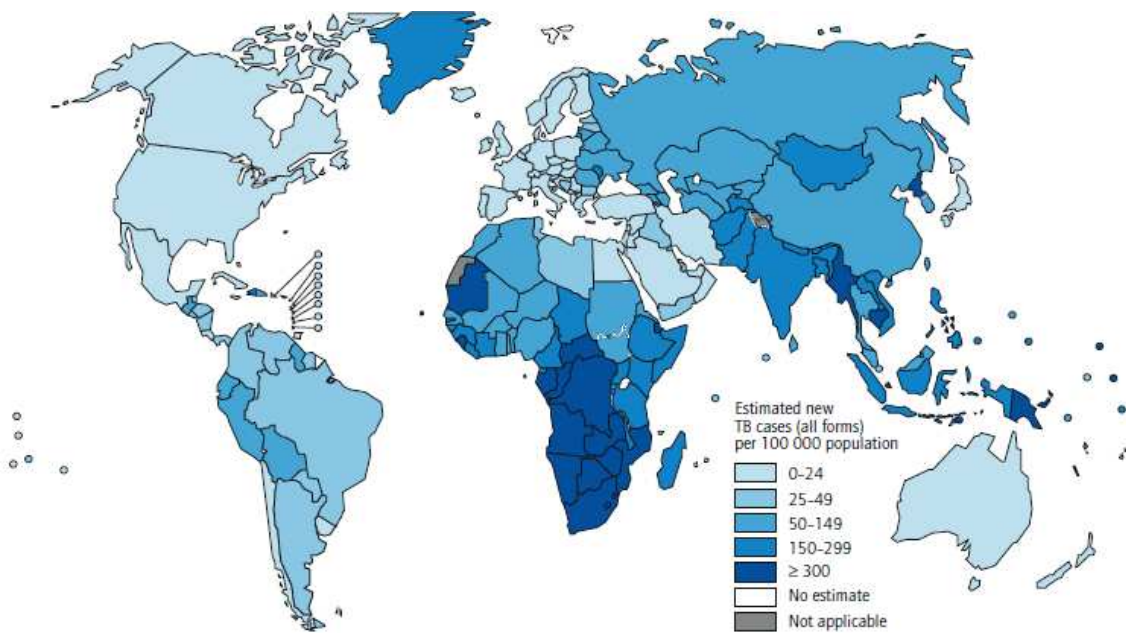 Estimated new
TB cases (all forms)
per 100 000 population
0–24
25–49
50–149
150–299
≥ 300
No estimate
Not applicable